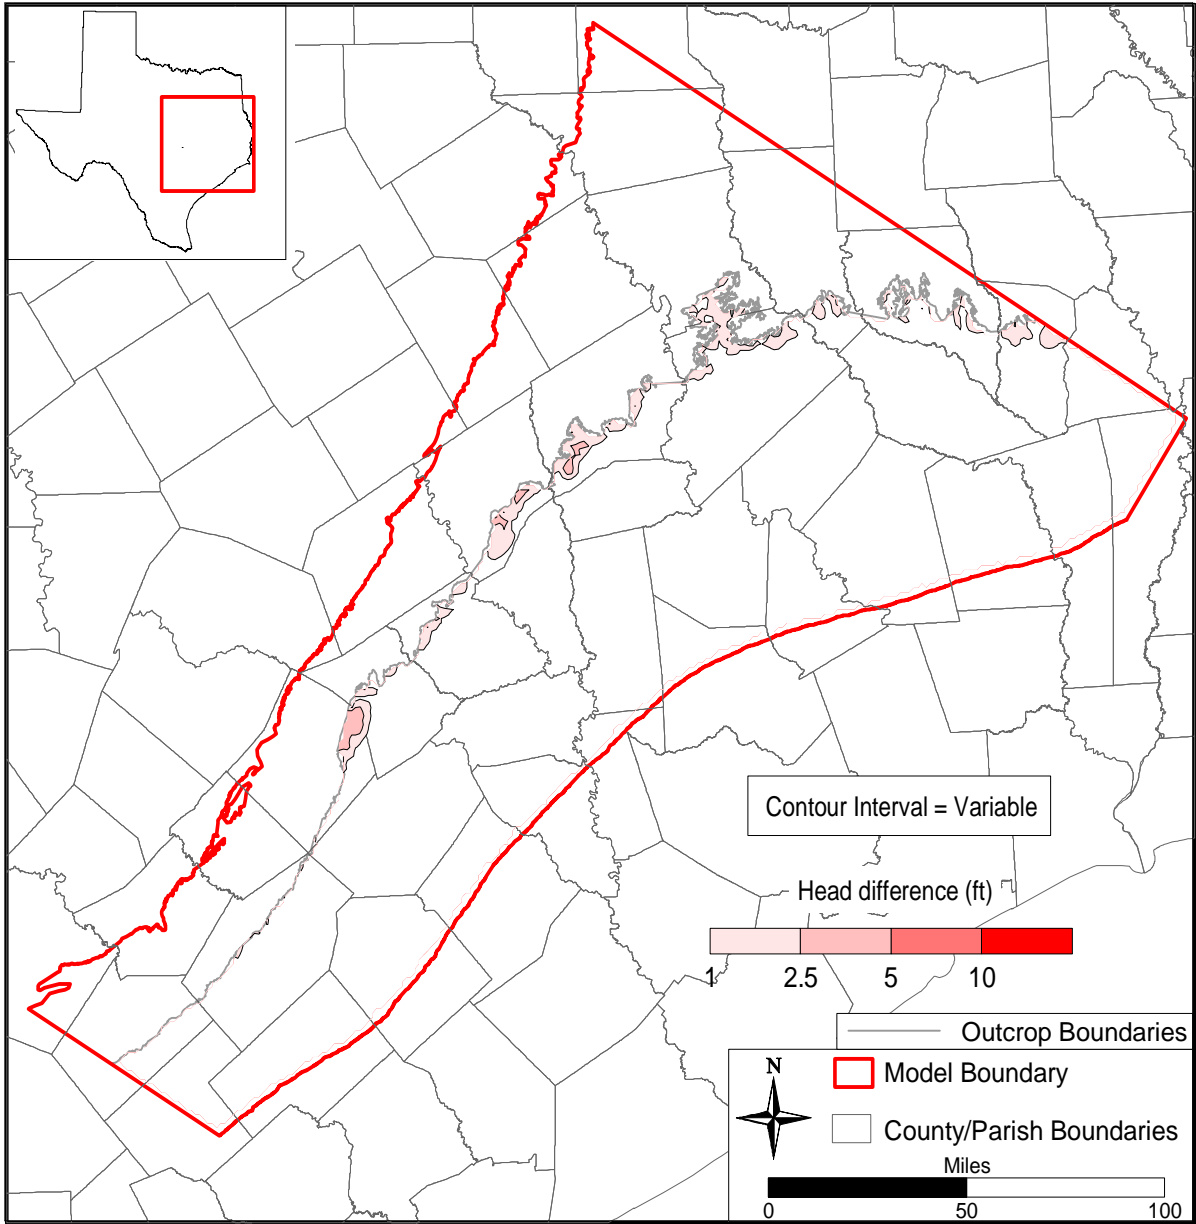 Contour Interval = Variable
Head difference (ft)
1 2.5 5 10
Outcrop Boundaries
N
Model Boundary
County/Parish Boundaries
Miles
0 50 100